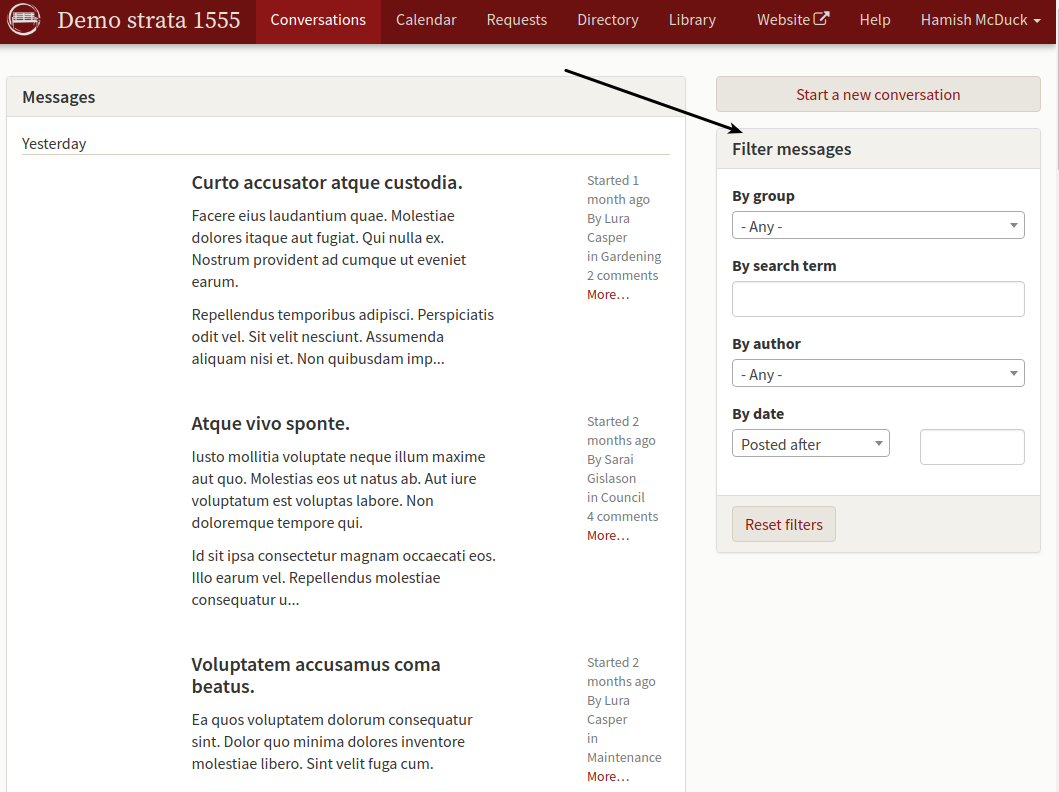 Demo strata 1555 Conversations Calendar Requests Directory Library Website Help Hamish McDuck
Messages
Yesterday
Curto accusator atque custodia.
Facere eius laudantium quae. Molestiae
dolores itaque aut fugiat. Qui nulla ex.
Nostrum provident ad cumque ut eveniet
earum.
Repellendus temporibus adipisci. Perspiciatis
odit vel. Sit velit nesciunt. Assumenda
aliquam nisi et. Non quibusdam imp...
Started 1
month ago
By Lura
Casper
in Gardening
2 comments
More…
Atque vivo sponte.
Iusto mollitia voluptate neque illum maxime
aut quo. Molestias eos ut natus ab. Aut iure
voluptatum est voluptas labore. Non
doloremque tempore qui.
Id sit ipsa consectetur magnam occaecati eos.
Illo earum vel. Repellendus molestiae
consequatur u...
Started 2
months ago
By Sarai
Gislason
in Council
4 comments
More…
Voluptatem accusamus coma
beatus.
Ea quos voluptatem dolorum consequatur
sint. Dolor quo minima dolores inventore
molestiae libero. Sint velit fuga cum.
Started 2
months ago
By Lura
Casper
in
Maintenance
More…
Start a new conversation
Filter messages
By group
- Any -
By search term
By author
- Any -
By date
Posted after
Reset filters